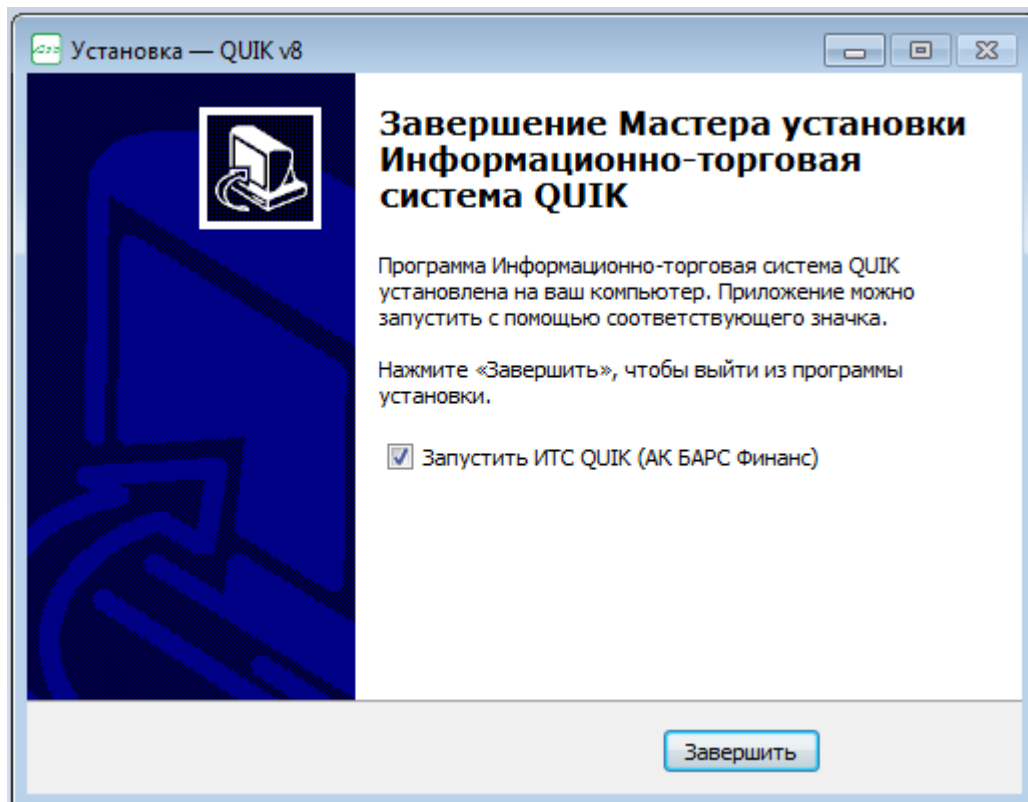 Установка — QUIK v8
Завершение Мастера установки
Информационно-торговая
система QUIK
Программа Информационно-торговая система QUIK
установлена на ваш компьютер. Приложение можно
запустить с помощью соответствующего значка.
Нажмите «Завершить», чтобы выйти из программы
установки.
Запустить ИТС QUIK (АК БАРС Финанс)
Завершить